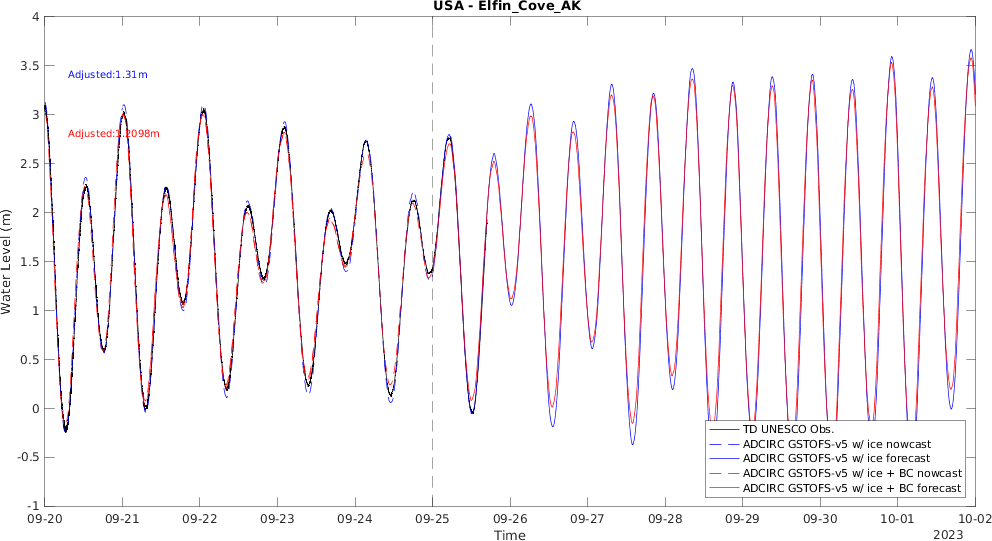 USA - Elfin_Cove_AK
4
3.5
3
2.5
2
1.5
1
0.5
0
-0.5
-1
Water Level (m)
Adjusted:1.31m
Adjusted:1.2098m
TD UNESCO Obs.
ADCIRC GSTOFS-v5 w/ ice nowcast
ADCIRC GSTOFS-v5 w/ ice forecast
ADCIRC GSTOFS-v5 w/ ice + BC nowcast
ADCIRC GSTOFS-v5 w/ ice + BC forecast
09-20 09-21 09-22 09-23 09-24 09-25 09-26 09-27 09-28 09-29 09-30 10-01 10-02
Time
2023